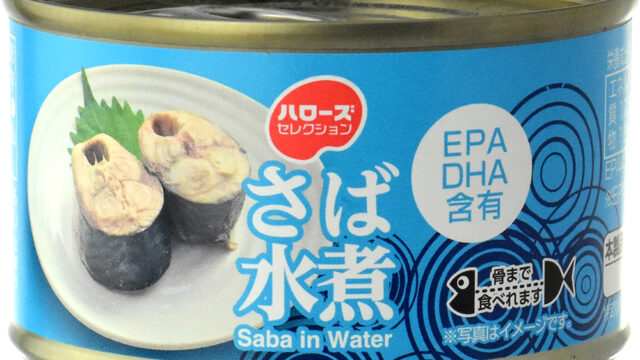 ハローズ
セレクション
EPA
DHA
含有
さば
水煮
Saba in Water
骨まで
食べれます
※写真はイメージです。